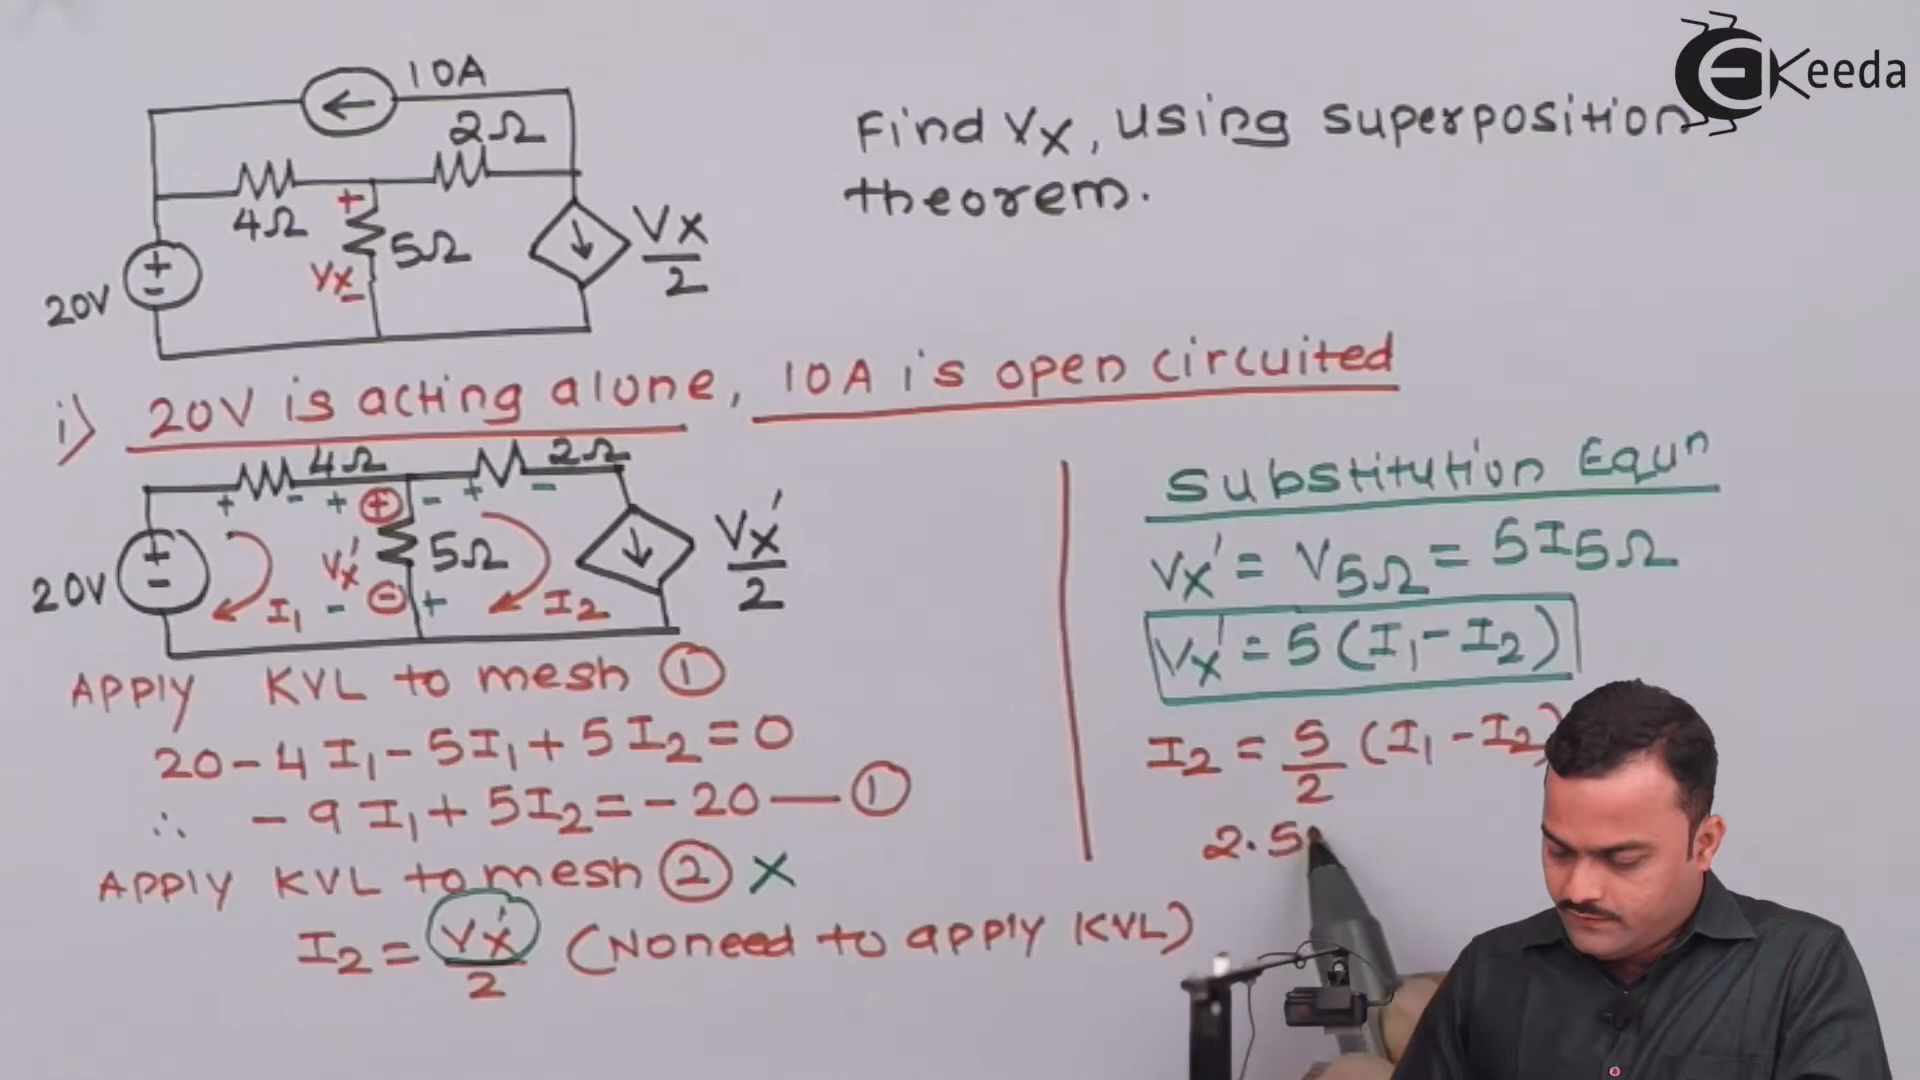 Keeda
10A
2Ω
4Ω
+
5Ω
Vx
-
Vx
2
+
-
20V
Find Vx, using superposition
theorem.
i) 20V is acting alone, 10A is open circuited
4Ω
2Ω
+ - + + - + -
+
-
20V
Vx'
5Ω
Vx'
2
I1 - - + I2
Apply KVL to mesh ①
20-4I1-5I1+5I2=0
∴ -9I1+5I2=-20—①
Apply KVL to mesh ② X
I2=Vx'/2 (No need to apply KVL)
Substitution Equn
Vx'=V5Ω=5I5Ω
Vx'=5(I1-I2)
I2=5/2(I1-I2)
2.5